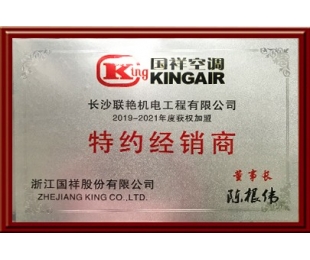 King 国祥空调
KINGAIR
长沙联艳机电工程有限公司
2019-2021年度获权加盟
特约经销商
浙江国祥股份有限公司
ZHEJIANG KING CO.,LTD.
董事长
陈根伟